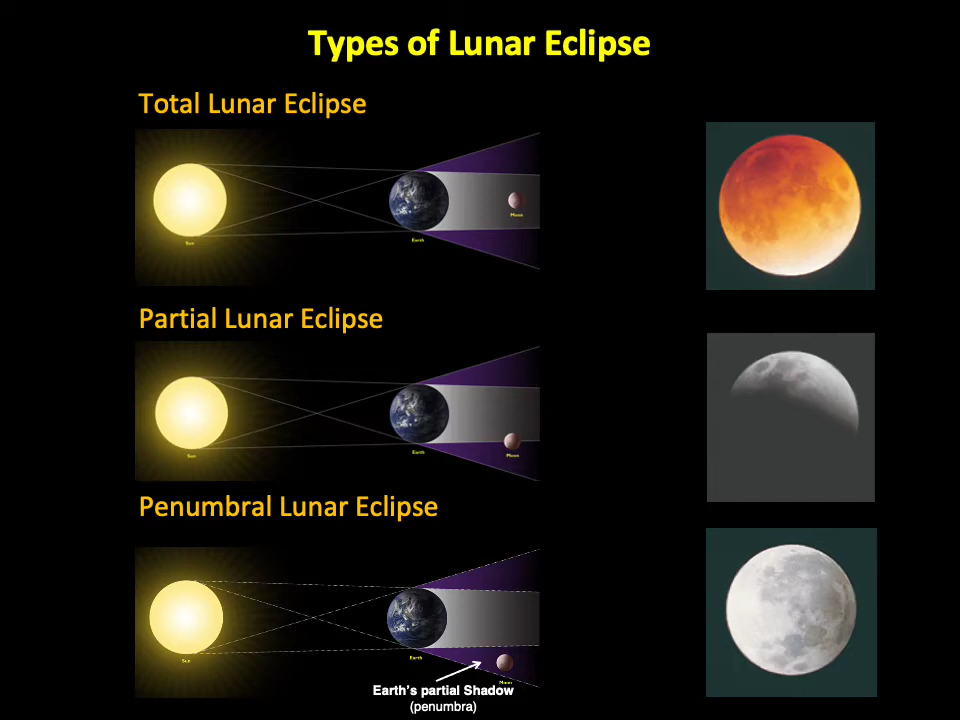 Types of Lunar Eclipse
Total Lunar Eclipse
Sun
Earth
Moon
Partial Lunar Eclipse
Sun
Earth
Moon
Penumbral Lunar Eclipse
Sun
Earth
Moon
Earth's partial Shadow
(penumbra)